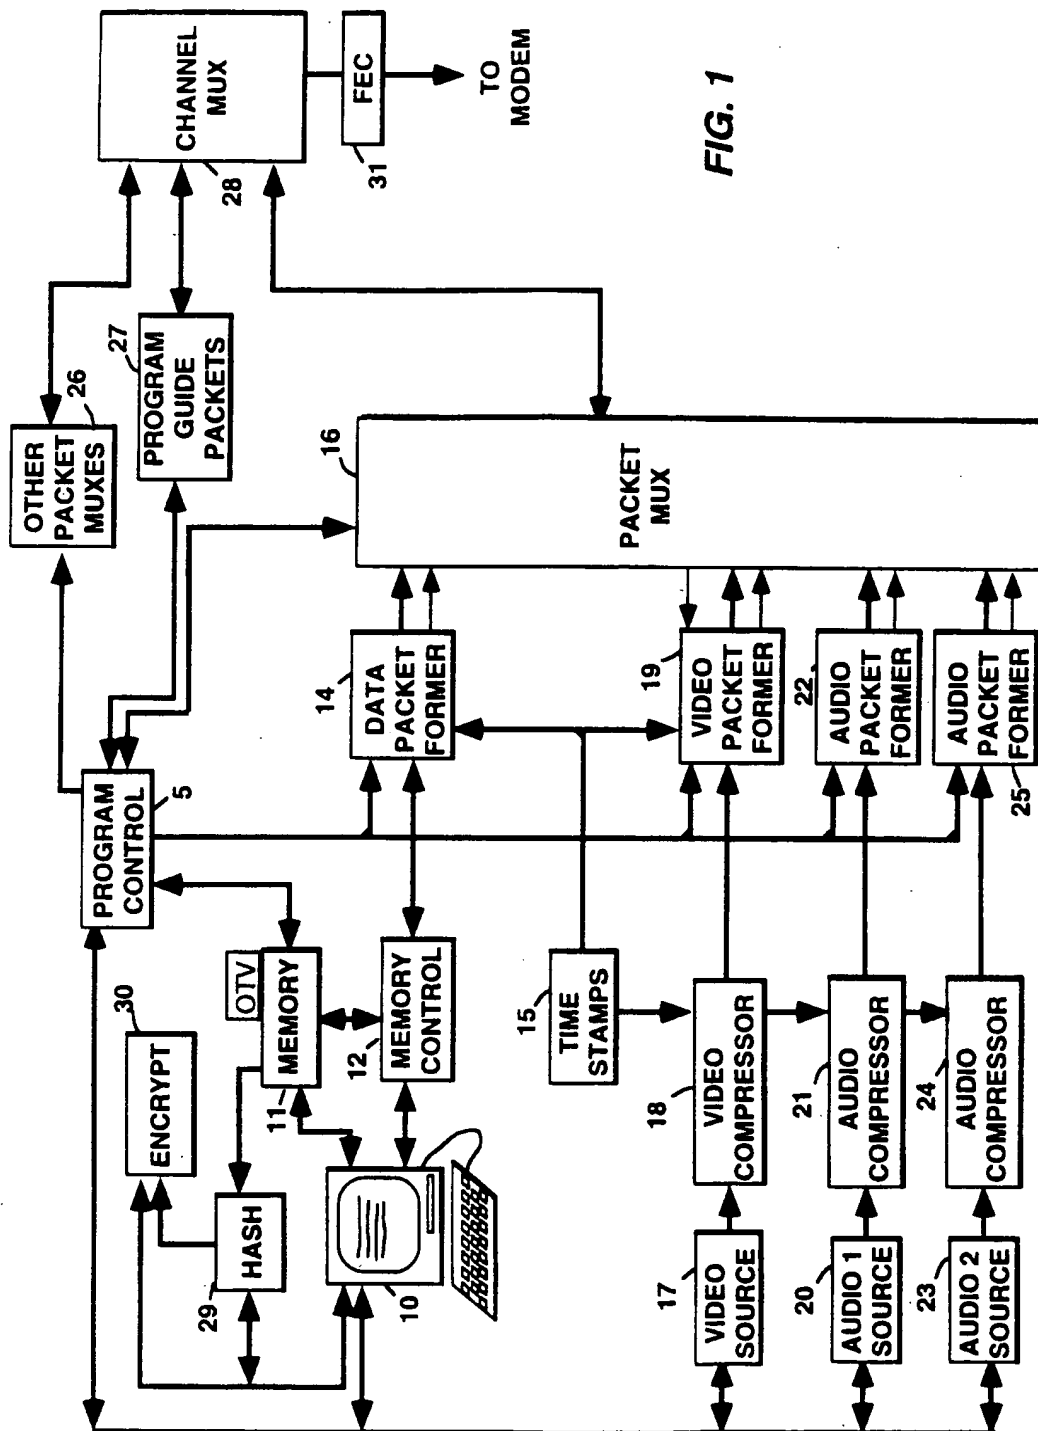 OTHER
PACKET
MUXES
26
PROGRAM
GUIDE
PACKETS
27
CHANNEL
MUX
28
FEC
31
TO
MODEM
PROGRAM
CONTROL
5
ENCRYPT
30
HASH
29
OTV
MEMORY
11
MEMORY
CONTROL
12
10
DATA
PACKET
FORMER
14
PACKET
MUX
16
TIME
STAMPS
15
VIDEO
SOURCE
17
VIDEO
COMPRESSOR
18
VIDEO
PACKET
FORMER
19
AUDIO 1
SOURCE
20
AUDIO
COMPRESSOR
21
AUDIO
PACKET
FORMER
22
AUDIO 2
SOURCE
23
AUDIO
COMPRESSOR
24
AUDIO
PACKET
FORMER
25
FIG. 1